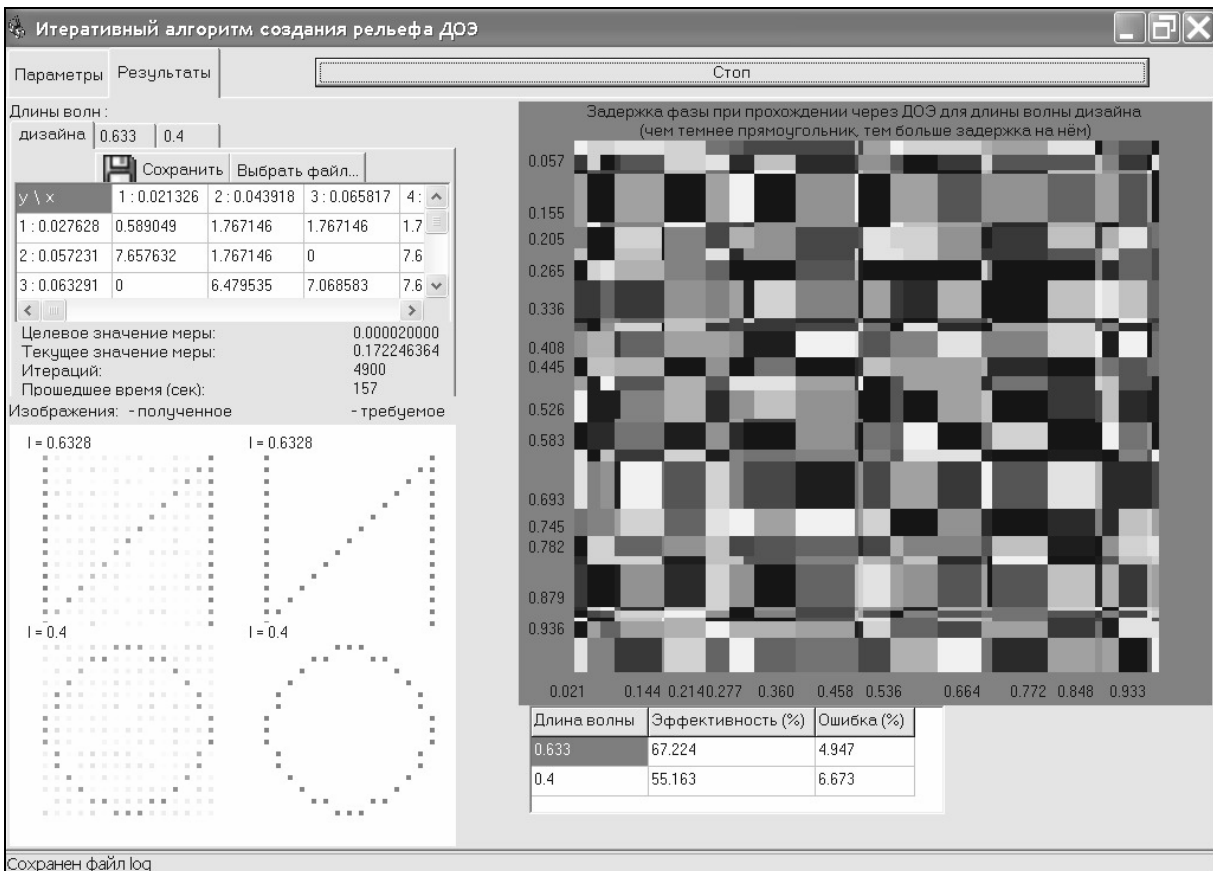 Итеративный алгоритм создания рельефа ДОЭ
Параметры Результаты Стоп
Длины волн :
дизайна 0.633 0.4
Сохранить Выбрать файл...
y \ x 1 : 0.021326 2 : 0.043918 3 : 0.065817 4 :
1 : 0.027628 0.589049 1.767146 1.767146 1.7
2 : 0.057231 7.657632 1.767146 0 7.6
3 : 0.063291 0 6.479535 7.068583 7.6
Целевое значение меры: 0.000020000
Текущее значение меры: 0.172246364
Итераций: 4900
Прошедшее время (сек): 157
Изображения: - полученное - требуемое
l = 0.6328 l = 0.6328
l = 0.4 l = 0.4
Задержка фазы при прохождении через ДОЭ для длины волны дизайна
(чем темнее прямоугольник, тем больше задержка на нём)
0.057
0.155
0.205
0.265
0.336
0.408
0.445
0.526
0.583
0.693
0.745
0.782
0.879
0.936
0.021 0.144 0.214 0.277 0.360 0.458 0.536 0.664 0.772 0.848 0.933
Длина волны Эффективность (%) Ошибка (%)
0.633 67.224 4.947
0.4 55.163 6.673
Сохранен файл log